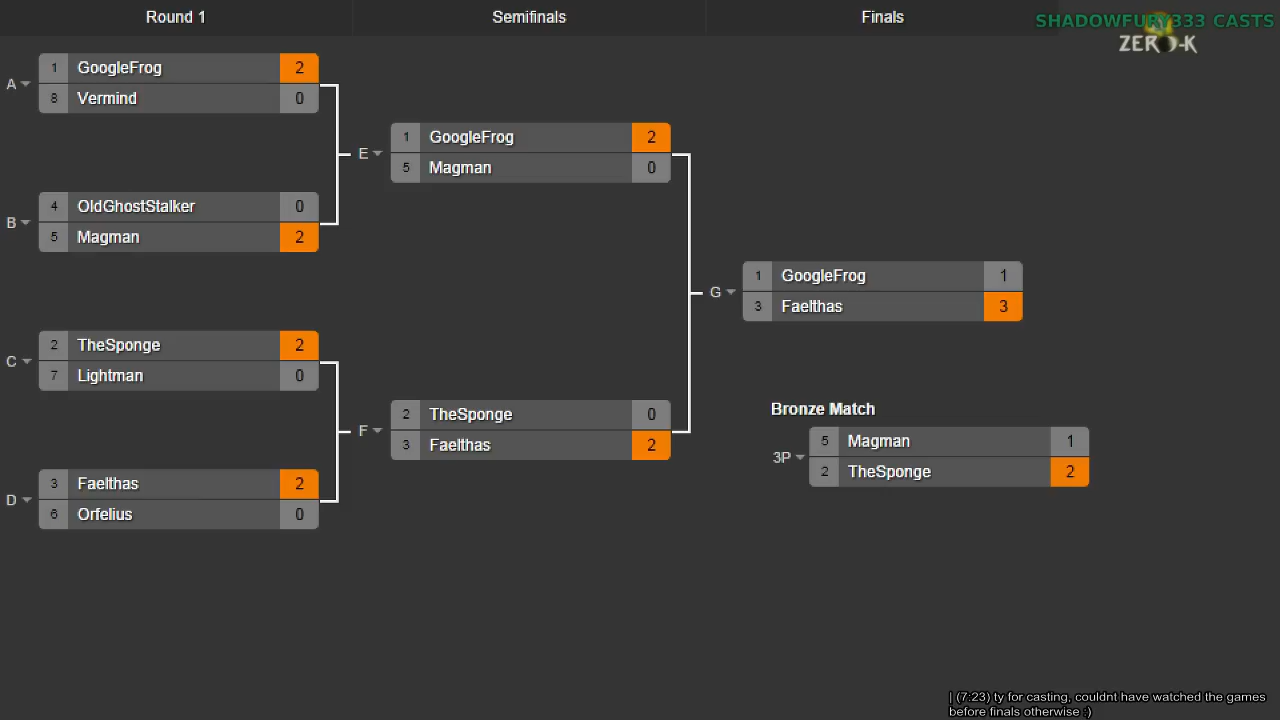 Round 1
Semifinals
Finals
SHADOWFURY333 CASTS
ZERO-K
A
1 GoogleFrog 2
8 Vermind 0
B
4 OldGhostStalker 0
5 Magman 2
C
2 TheSponge 2
7 Lightman 0
D
3 Faelthas 2
6 Orfelius 0
E
1 GoogleFrog 2
5 Magman 0
F
2 TheSponge 0
3 Faelthas 2
G
1 GoogleFrog 1
3 Faelthas 3
Bronze Match
3P
5 Magman 1
2 TheSponge 2
| (7:23) ty for casting, couldnt have watched the games
before finals otherwise :)